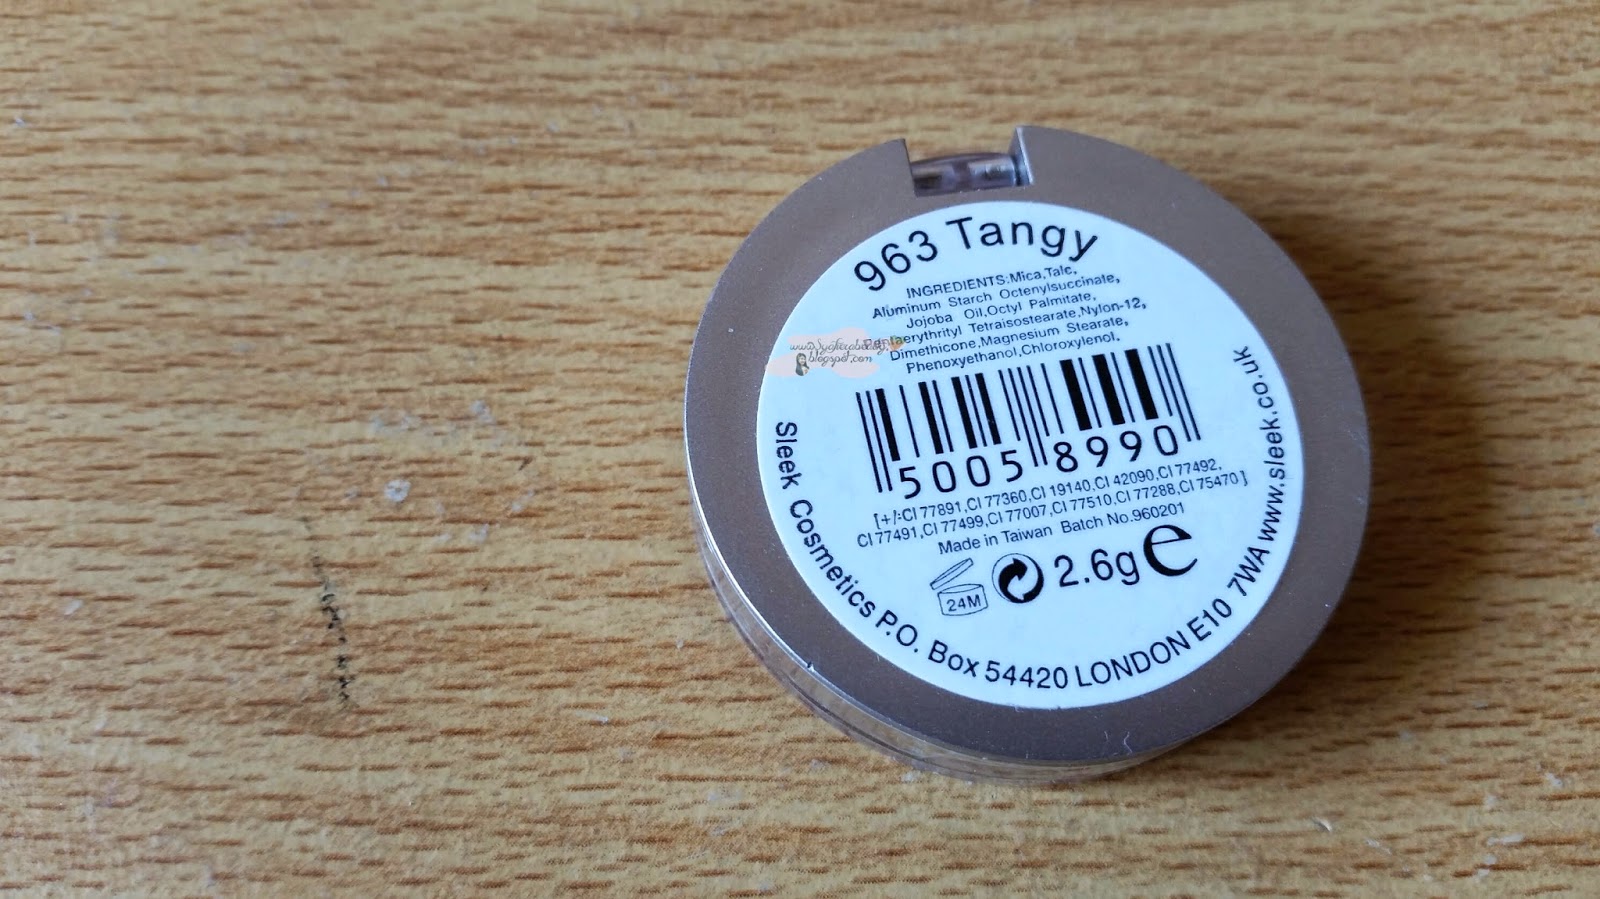 963 Tangy
INGREDIENTS:Mica,Talc,
Aluminum Starch Octenylsuccinate,
Jojoba Oil,Octyl Palmitate,
Pentaerythrityl Tetraisostearate,Nylon-12,
Dimethicone,Magnesium Stearate,
Phenoxyethanol,Chloroxylenol.
blogspot.com
5005 8990
[+/-:CI 77891,CI 77360,CI 19140,CI 42090,CI 77492,
CI 77491,CI 77499,CI 77007,CI 77510,CI 77288,CI 75470]
Made in Taiwan Batch No.960201
24M 2.6g e
Sleek Cosmetics P.O. Box 54420 LONDON E10 7WA www.sleek.co.uk